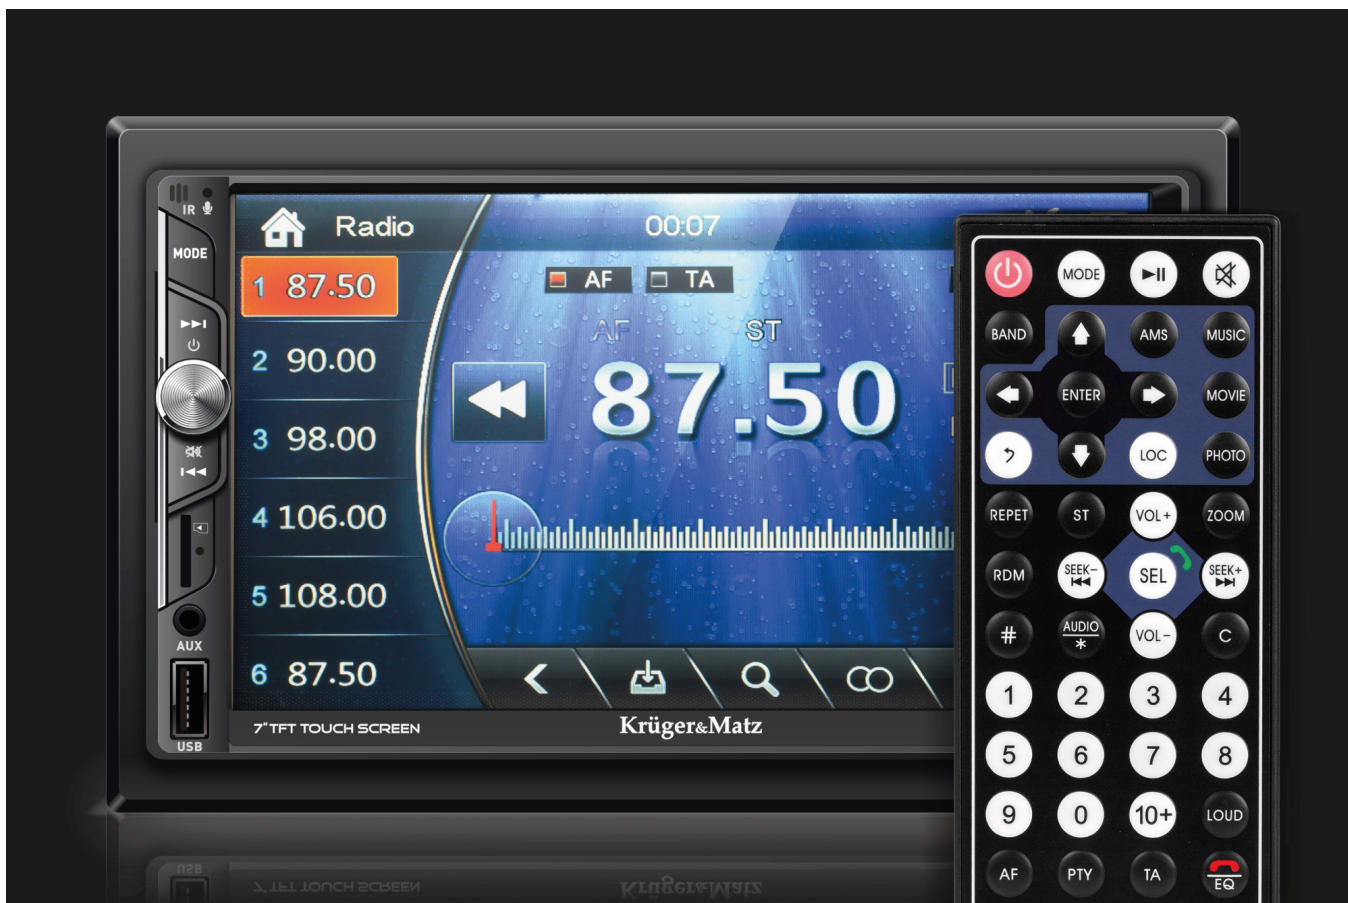 IR
MODE
AUX
USB
Radio
00:07
1 87.50
2 90.00
3 98.00
4 106.00
5 108.00
6 87.50
AF TA
AF ST
87.50
7" TFT TOUCH SCREEN
Krüger&Matz
MODE
BAND AMS MUSIC
ENTER MOVIE
LOC PHOTO
REPET ST VOL+ ZOOM
RDM SEEK- SEL SEEK+
# AUDIO * VOL- C
1 2 3 4
5 6 7 8
9 0 10+ LOUD
AF PTY TA EQ